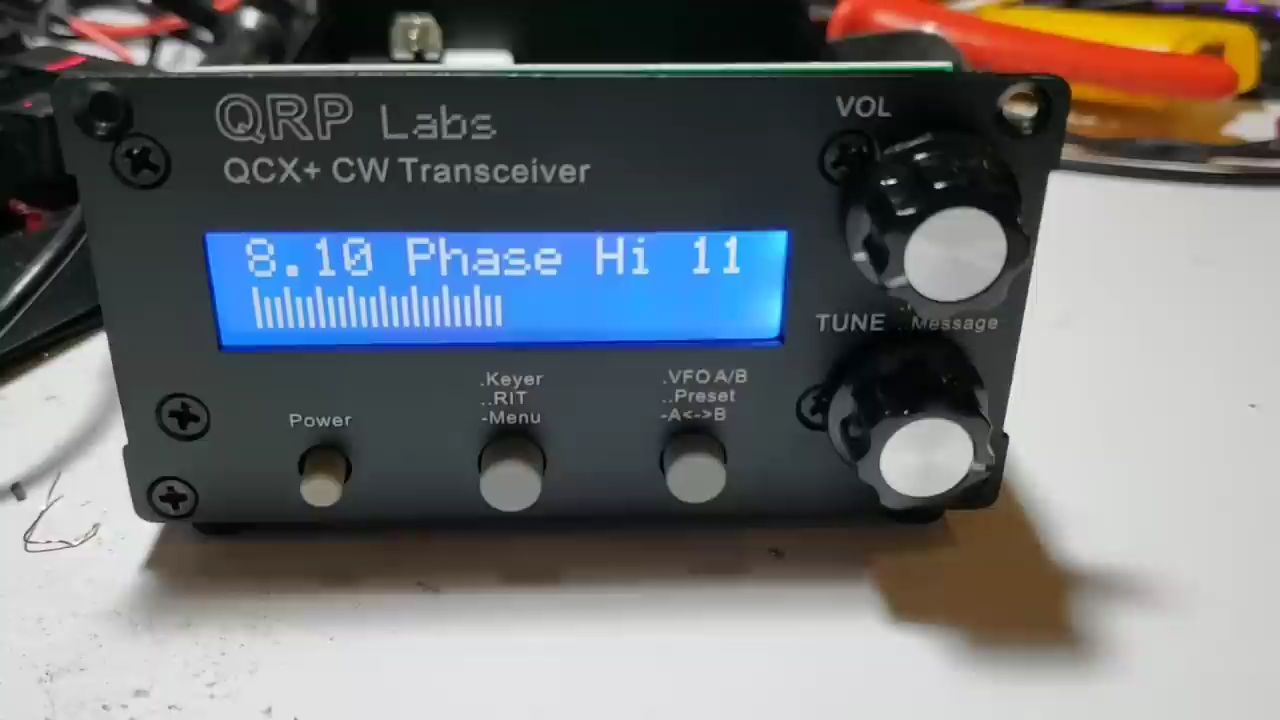 QRP Labs
QCX+ CW Transceiver
VOL
8.10 Phase Hi 11
TUNE . Message
Power
.Keyer
..RIT
-Menu
.VFO A/B
..Preset
-A<->B